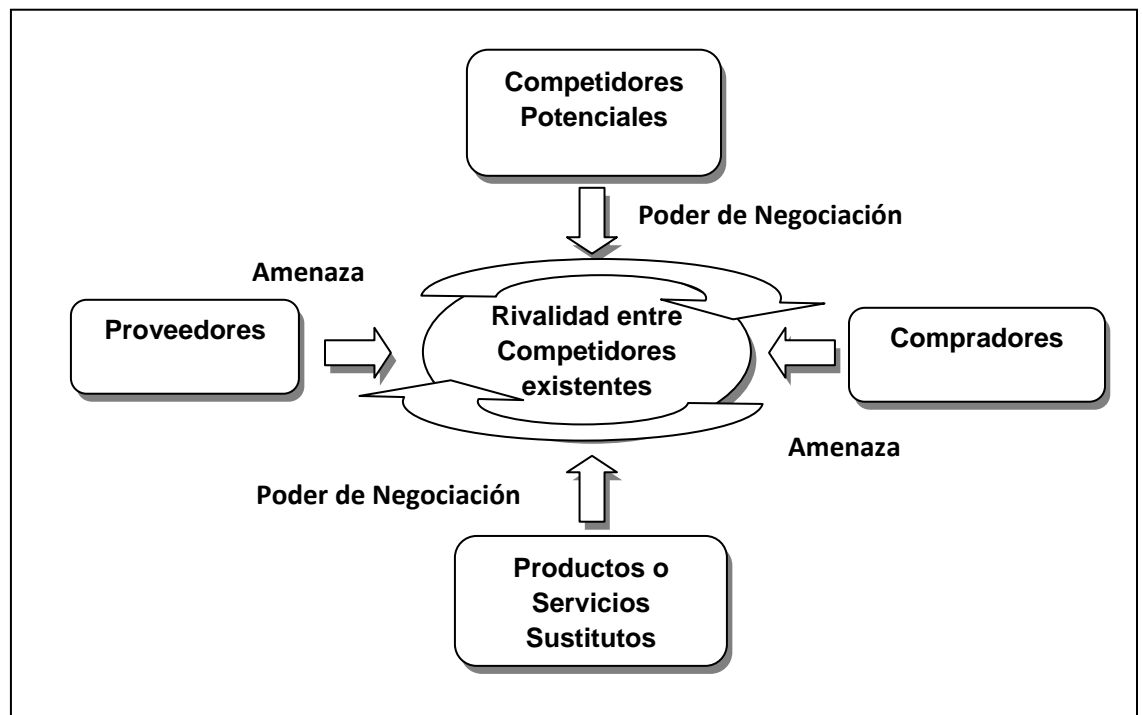 Competidores
Potenciales
Poder de Negociación
Amenaza
Proveedores
Rivalidad entre
Competidores
existentes
Compradores
Amenaza
Poder de Negociación
Productos o
Servicios
Sustitutos